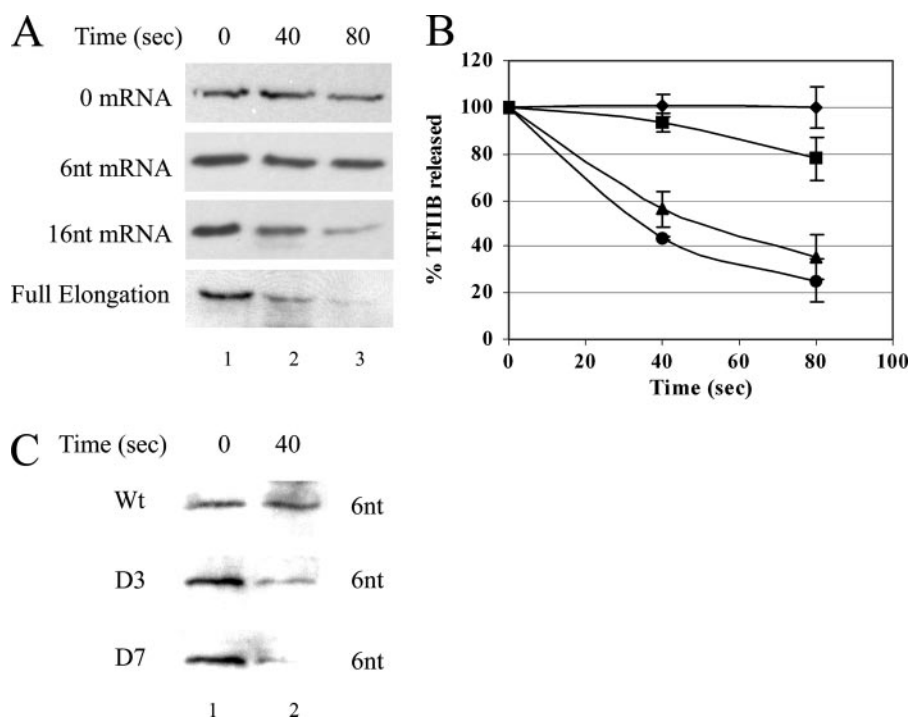 A
Time (sec) 0 40 80
0 mRNA
6nt mRNA
16nt mRNA
Full Elongation
1 2 3
B
% TFIIB released
120
100
80
60
40
20
0
0 20 40 60 80 100
Time (sec)
C
Time (sec) 0 40
Wt 6nt
D3 6nt
D7 6nt
1 2